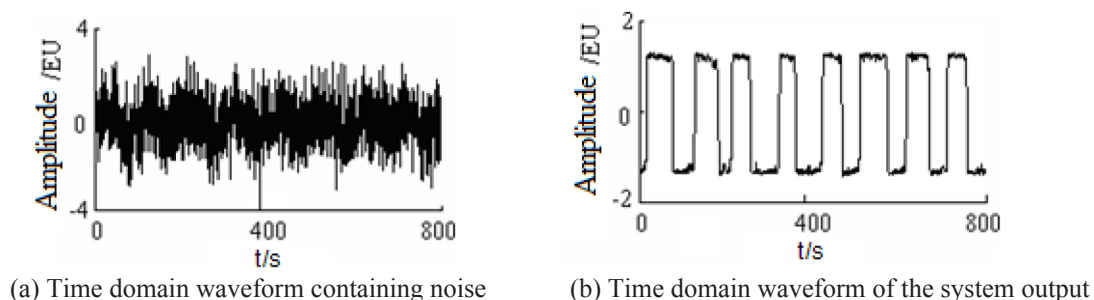 4
0
-4
Amplitude /EU
0
400
800
t/s
(a) Time domain waveform containing noise
2
0
-2
Amplitude /EU
0
400
800
t/s
(b) Time domain waveform of the system output